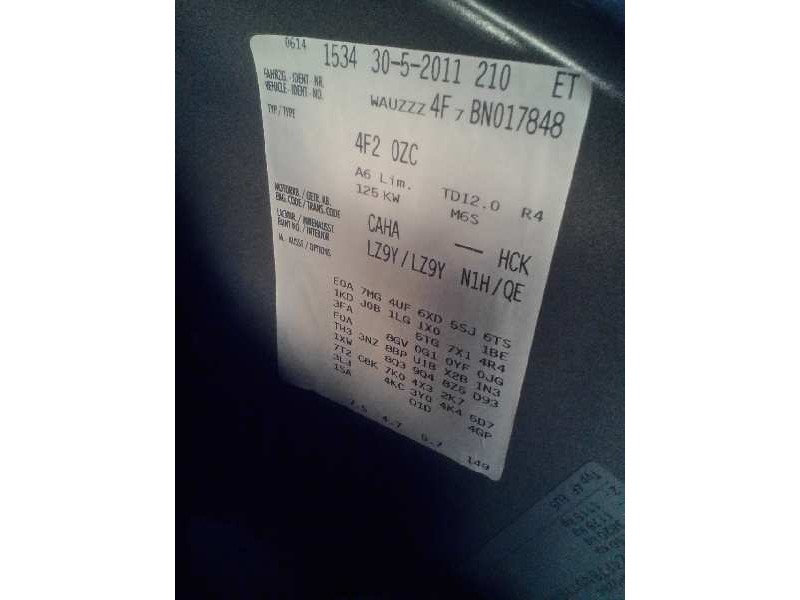 0614 1534 30-5-2011 210 ET
FAHRZG.-IDENT-NR.
VEHICLE-IDENT-NO. WAUZZZ 4F 7 BN017848
TYP/TYPE 4F2 0ZC
A6 Lim. TDI2.0 R4
125 KW M6S
MOTORKB./GETR.KB.
ENG.CODE/TRANS.CODE CAHA — HCK
LACKNR./INNENAUSST
PAINT NO./INTERIOR LZ9Y/LZ9Y N1H/QE
M.-AUSST./OPTIONS
E0A 7MG 4UF 6XD 5SJ 6TS
1KD J0B 1LG 1X0 1BE
3FA 5TG 7X1 4R4
F0A 8GV 0G1 0YF 0JG
TH3 3NZ 8BP U1B X2B 1N3
1XW 8Q3 9Q4 8Z5 D93
7T2 C8K 7K0 4X3 2K7
3L3 4KC 3Y0 4K4 6D7
1SA 01D 4GP
7.5 4.7 5.7 149